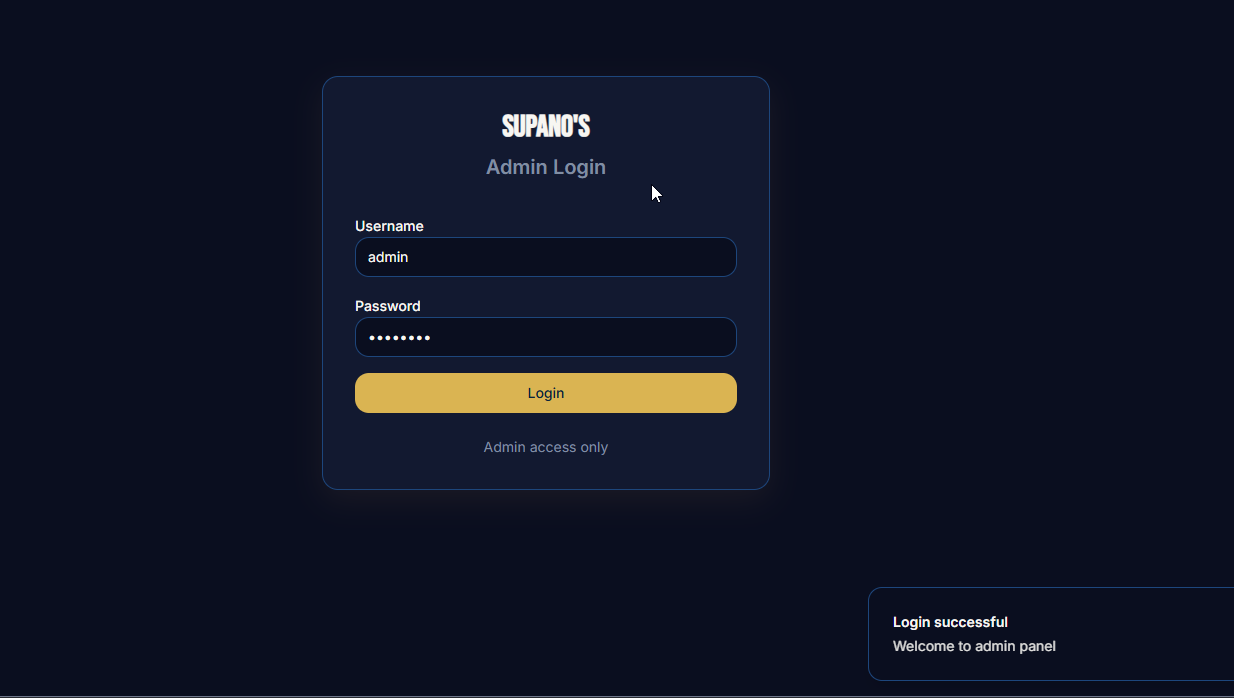 SUPANO'S
Admin Login
Username
admin
Password
••••••••
Login
Admin access only
Login successful
Welcome to admin panel